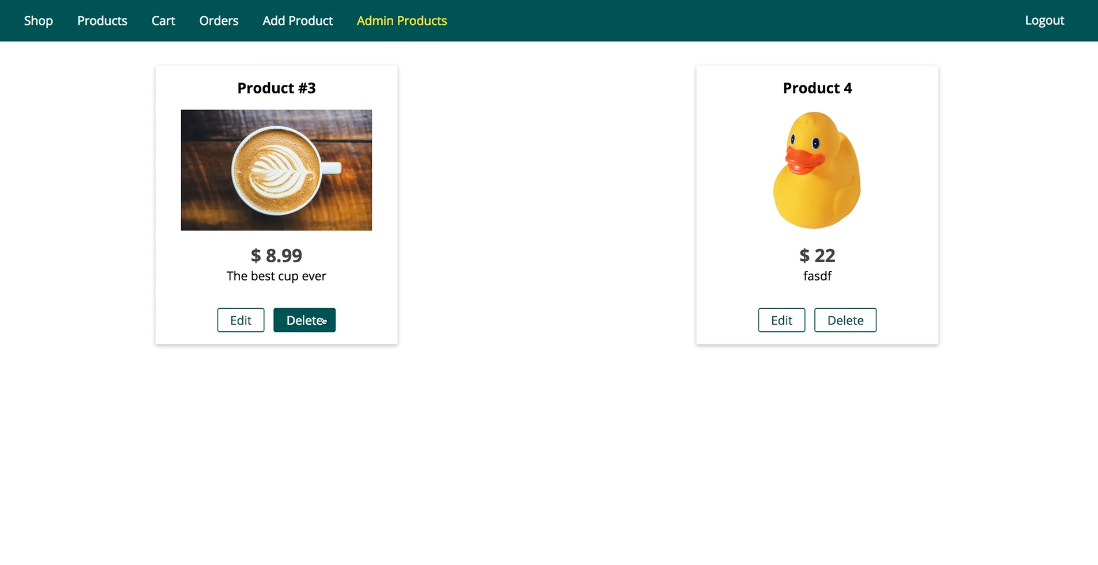 Shop Products Cart Orders Add Product Admin Products Logout
Product #3
$ 8.99
The best cup ever
Edit Delete
Product 4
$ 22
fasdf
Edit Delete